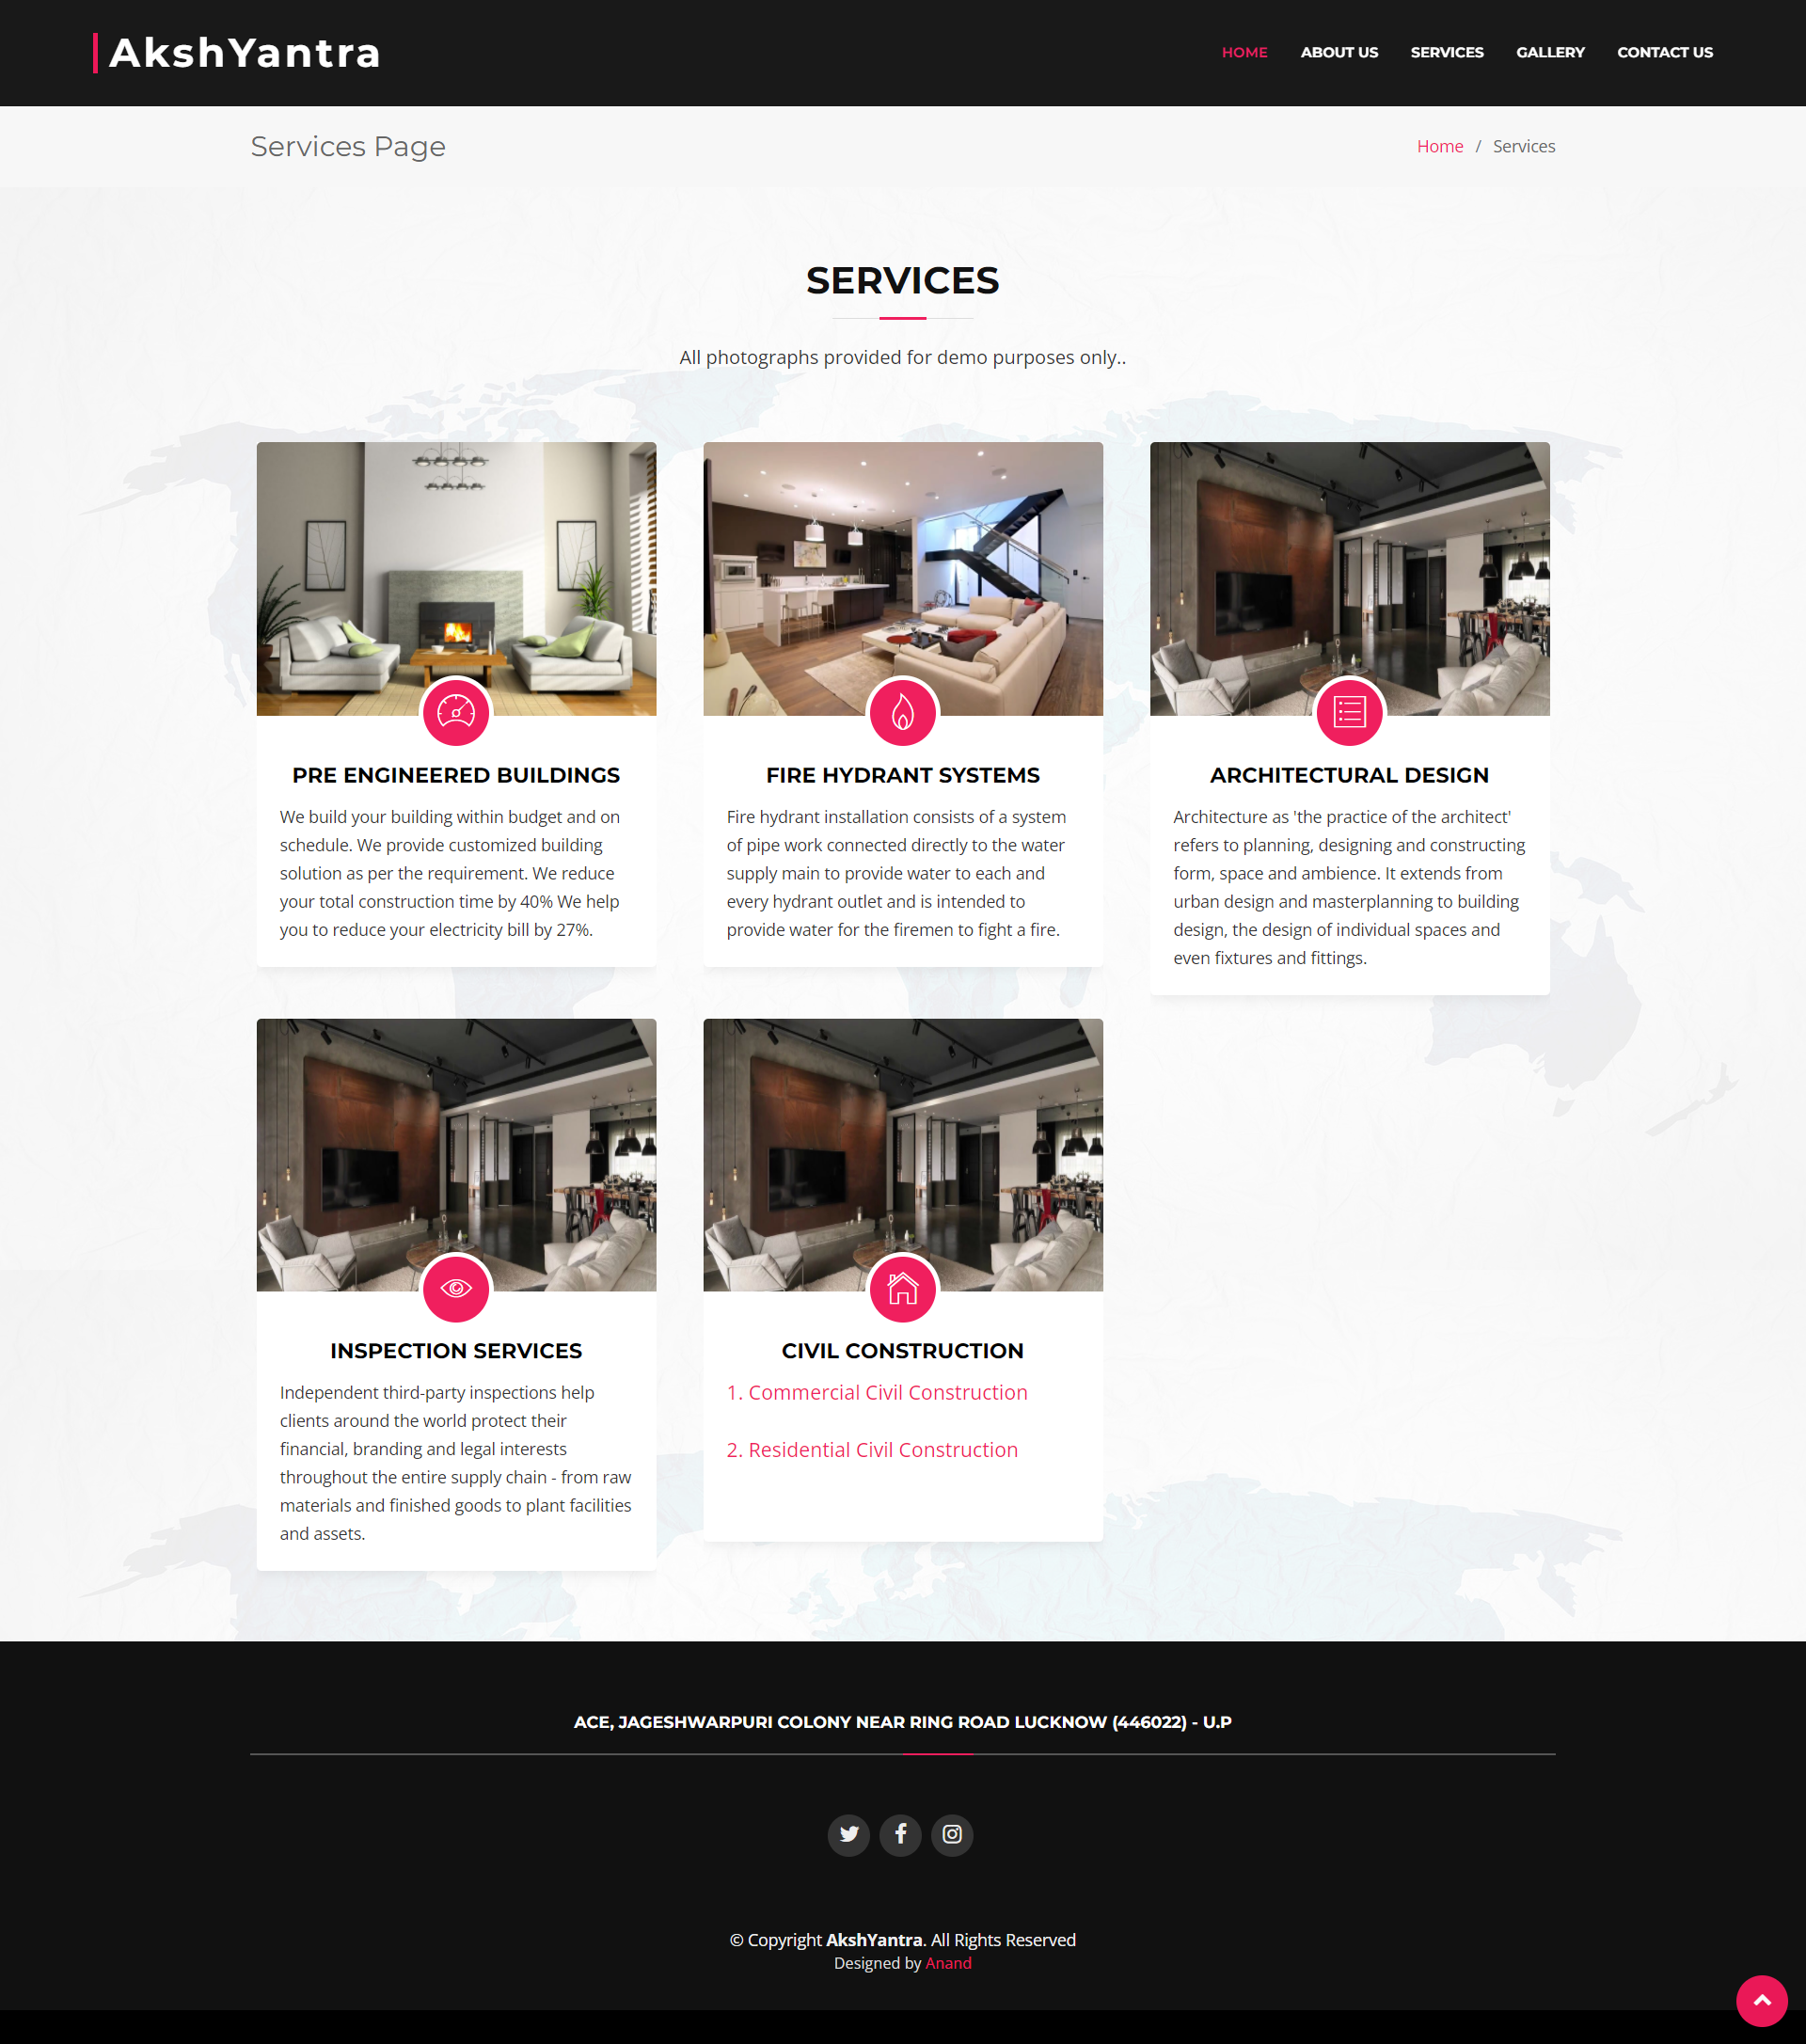 AkshYantra
HOME ABOUT US SERVICES GALLERY CONTACT US
Services Page
Home / Services
SERVICES
All photographs provided for demo purposes only..
PRE ENGINEERED BUILDINGS
We build your building within budget and on
schedule. We provide customized building
solution as per the requirement. We reduce
your total construction time by 40% We help
you to reduce your electricity bill by 27%.
FIRE HYDRANT SYSTEMS
Fire hydrant installation consists of a system
of pipe work connected directly to the water
supply main to provide water to each and
every hydrant outlet and is intended to
provide water for the firemen to fight a fire.
ARCHITECTURAL DESIGN
Architecture as 'the practice of the architect'
refers to planning, designing and constructing
form, space and ambience. It extends from
urban design and masterplanning to building
design, the design of individual spaces and
even fixtures and fittings.
INSPECTION SERVICES
Independent third-party inspections help
clients around the world protect their
financial, branding and legal interests
throughout the entire supply chain - from raw
materials and finished goods to plant facilities
and assets.
CIVIL CONSTRUCTION
1. Commercial Civil Construction
2. Residential Civil Construction
ACE, JAGESHWARPURI COLONY NEAR RING ROAD LUCKNOW (446022) - U.P
© Copyright AkshYantra. All Rights Reserved
Designed by Anand